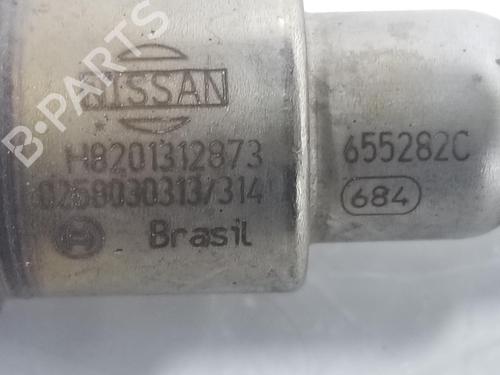 NISSAN
H8201312873
0258030313/314
Brasil
655282C
684
B-PARTS